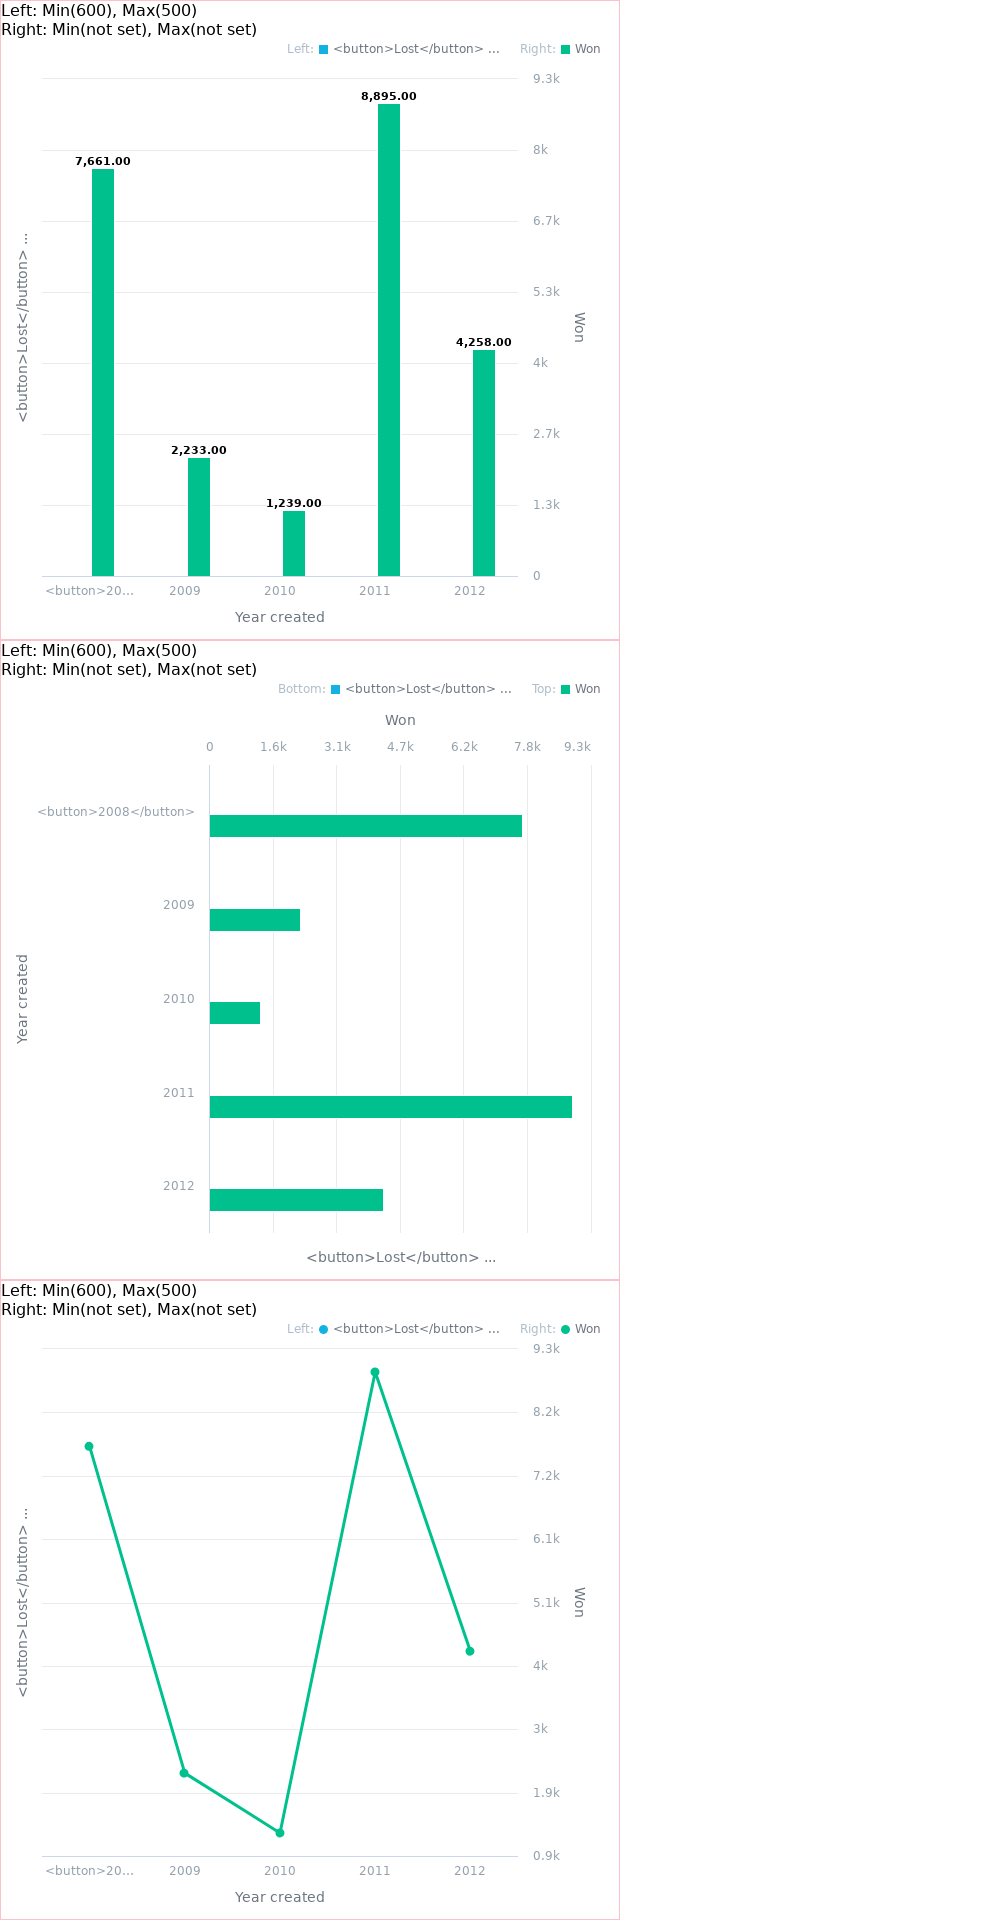 Left: Min(600), Max(500)
Right: Min(not set), Max(not set)
Left: <button>Lost</button> ... Right: Won
9.3k
8,895.00
8k
7,661.00
6.7k
5.3k
4,258.00
4k
2.7k
2,233.00
1.3k
1,239.00
0
<button>Lost</button> ...
Won
<button>20... 2009 2010 2011 2012
Year created
Left: Min(600), Max(500)
Right: Min(not set), Max(not set)
Bottom: <button>Lost</button> ... Top: Won
Won
0 1.6k 3.1k 4.7k 6.2k 7.8k 9.3k
<button>2008</button>
2009
2010
2011
2012
Year created
<button>Lost</button> ...
Left: Min(600), Max(500)
Right: Min(not set), Max(not set)
Left: <button>Lost</button> ... Right: Won
9.3k
8.2k
7.2k
6.1k
5.1k
4k
3k
1.9k
0.9k
<button>Lost</button> ...
Won
<button>20... 2009 2010 2011 2012
Year created